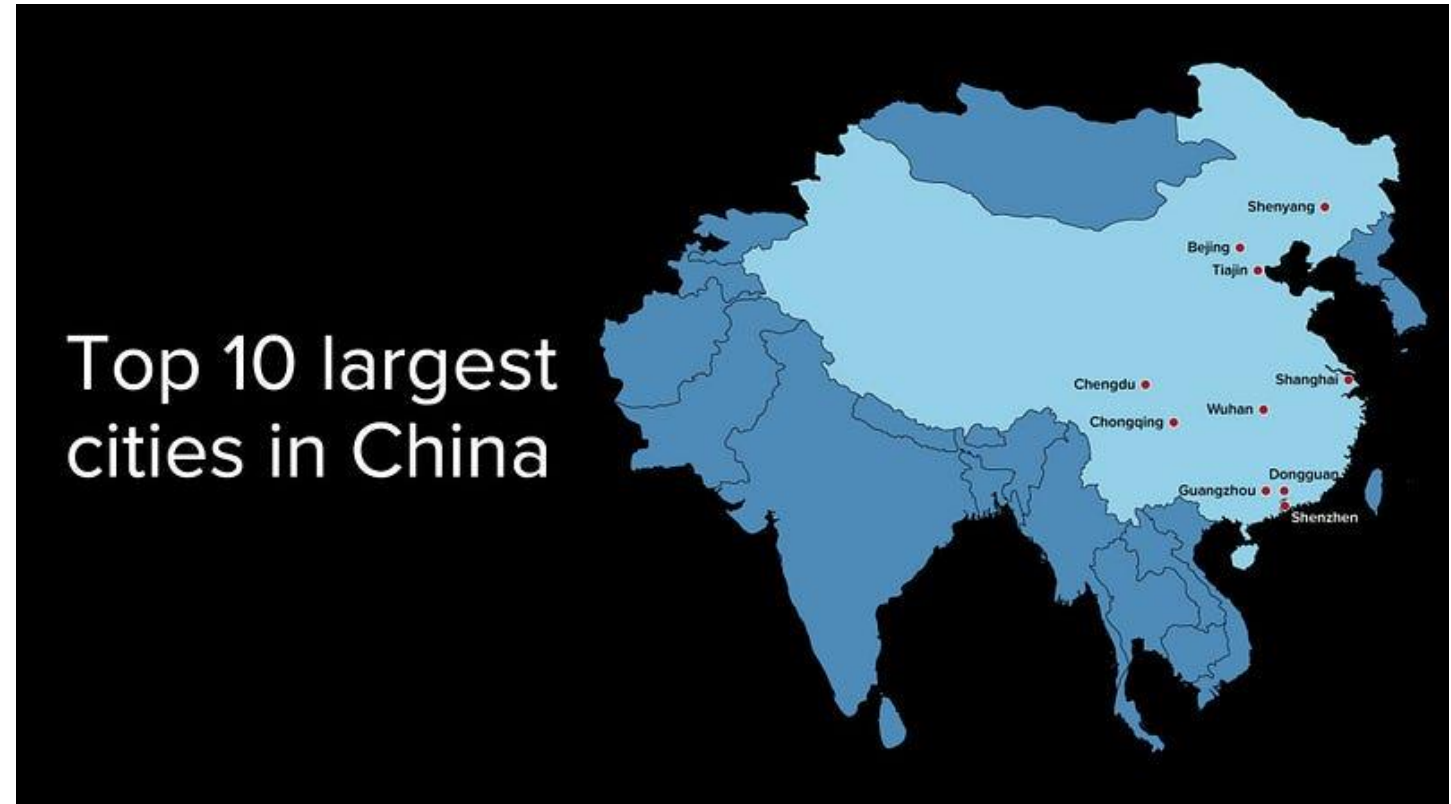 Top 10 largest
cities in China
Shenyang
Bejing
Tiajin
Chengdu
Shanghai
Wuhan
Chongqing
Dongguan
Guangzhou
Shenzhen